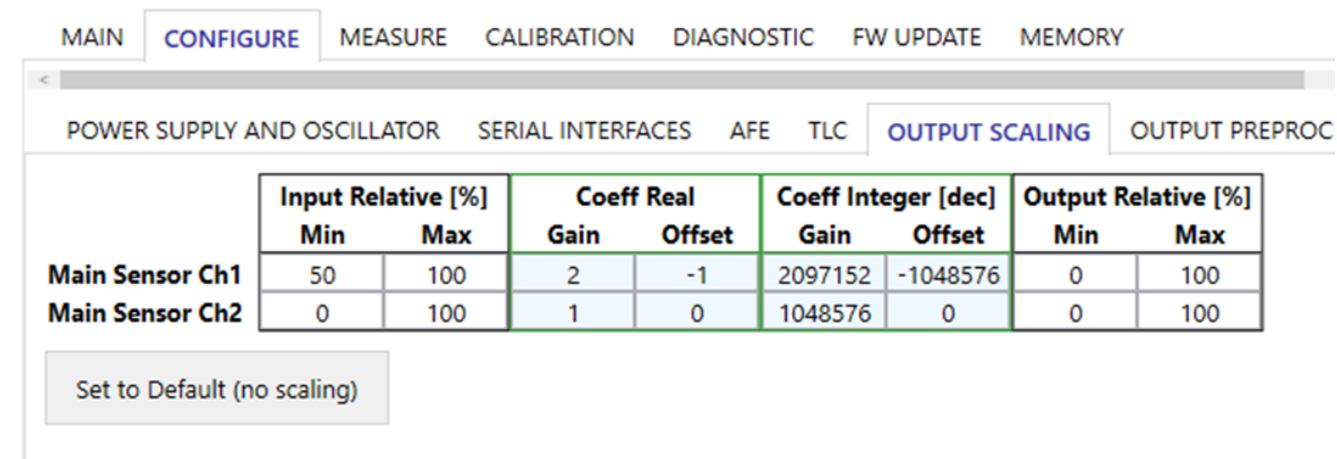 MAIN CONFIGURE MEASURE CALIBRATION DIAGNOSTIC FW UPDATE MEMORY
<
POWER SUPPLY AND OSCILLATOR SERIAL INTERFACES AFE TLC OUTPUT SCALING OUTPUT PREPROC
Input Relative [%] Coeff Real Coeff Integer [dec] Output Relative [%]
Min Max Gain Offset Gain Offset Min Max
Main Sensor Ch1 50 100 2 -1 2097152 -1048576 0 100
Main Sensor Ch2 0 100 1 0 1048576 0 0 100
Set to Default (no scaling)